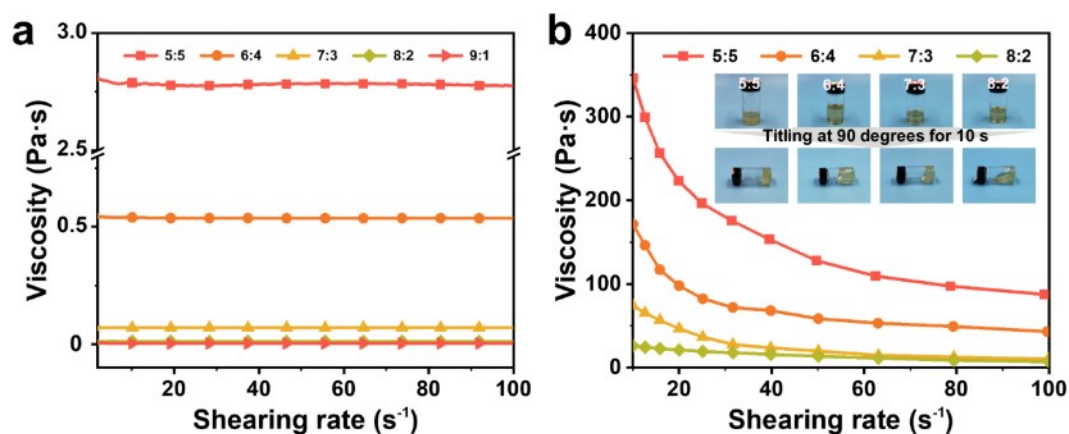 a
5:5 6:4 7:3 8:2 9:1
3.0
2.5
0.5
0
20 40 60 80 100
Viscosity (Pa·s)
Shearing rate (s⁻¹)
b
5:5 6:4 7:3 8:2
5:5 6:4 7:3 8:2
Titling at 90 degrees for 10 s
400
300
200
100
0
20 40 60 80 100
Viscosity (Pa·s)
Shearing rate (s⁻¹)